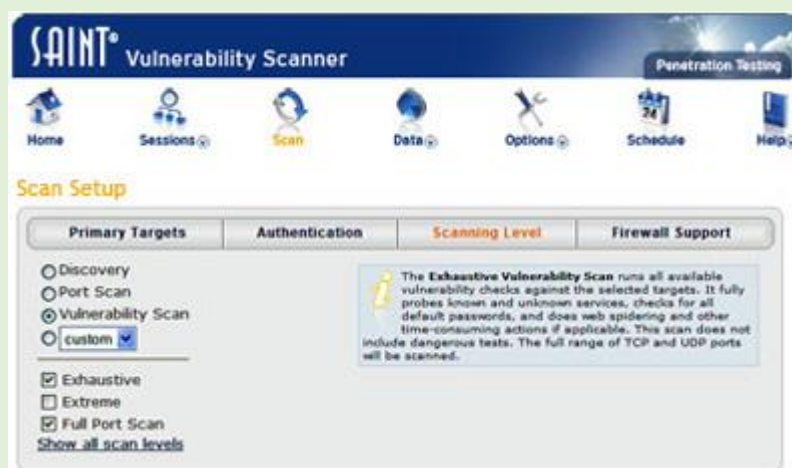 SAINT® Vulnerability Scanner
Penetration Testing
Home Sessions Scan Data Options Schedule Help
24
Scan Setup
Primary Targets Authentication Scanning Level Firewall Support
Discovery
Port Scan
Vulnerability Scan
custom
Exhaustive
Extreme
Full Port Scan
Show all scan levels
i
The Exhaustive Vulnerability Scan runs all available
vulnerability checks against the selected targets. It fully
probes known and unknown services, checks for all
default passwords, and does web spidering and other
time-consuming actions if applicable. This scan does not
include dangerous tests. The full range of TCP and UDP ports
will be scanned.